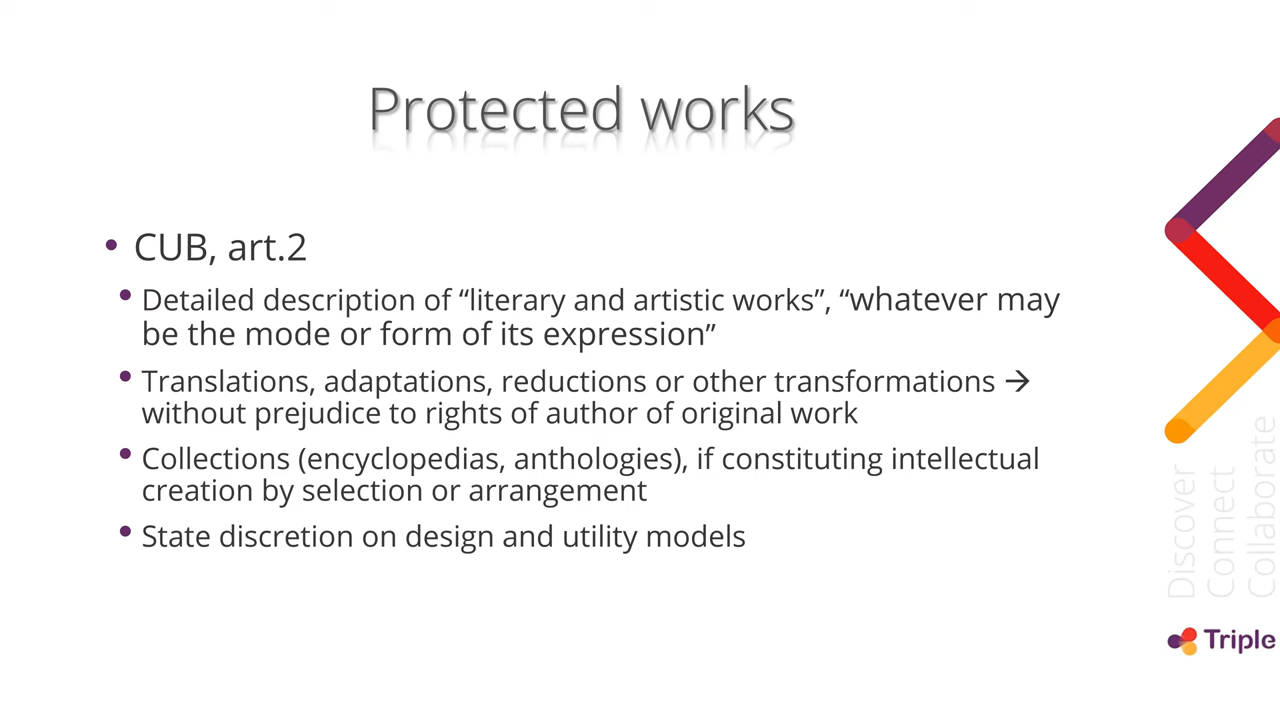 Protected works
• CUB, art.2
• Detailed description of “literary and artistic works”, “whatever may
be the mode or form of its expression”
• Translations, adaptations, reductions or other transformations →
without prejudice to rights of author of original work
• Collections (encyclopedias, anthologies), if constituting intellectual
creation by selection or arrangement
• State discretion on design and utility models
Discover
Connect
Collaborate
Triple